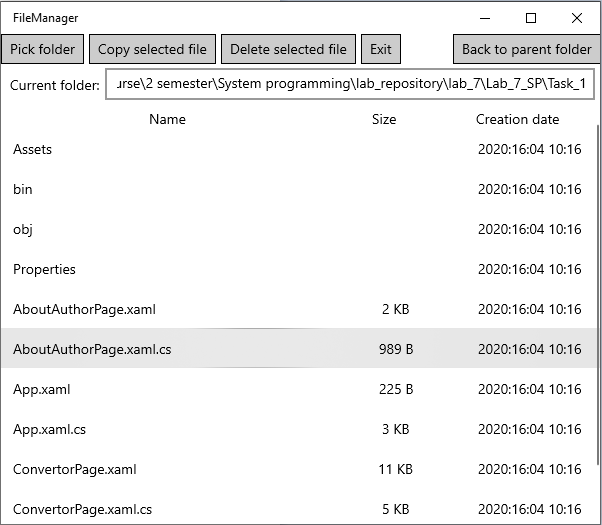 FileManager
Pick folder Copy selected file Delete selected file Exit Back to parent folder
Current folder: urse\2 semester\System programming\lab_repository\lab_7\Lab_7_SP\Task_1
Name Size Creation date
Assets 2020:16:04 10:16
bin 2020:16:04 10:16
obj 2020:16:04 10:16
Properties 2020:16:04 10:16
AboutAuthorPage.xaml 2 KB 2020:16:04 10:16
AboutAuthorPage.xaml.cs 989 B 2020:16:04 10:16
App.xaml 225 B 2020:16:04 10:16
App.xaml.cs 3 KB 2020:16:04 10:16
ConvertorPage.xaml 11 KB 2020:16:04 10:16
ConvertorPage.xaml.cs 5 KB 2020:16:04 10:16